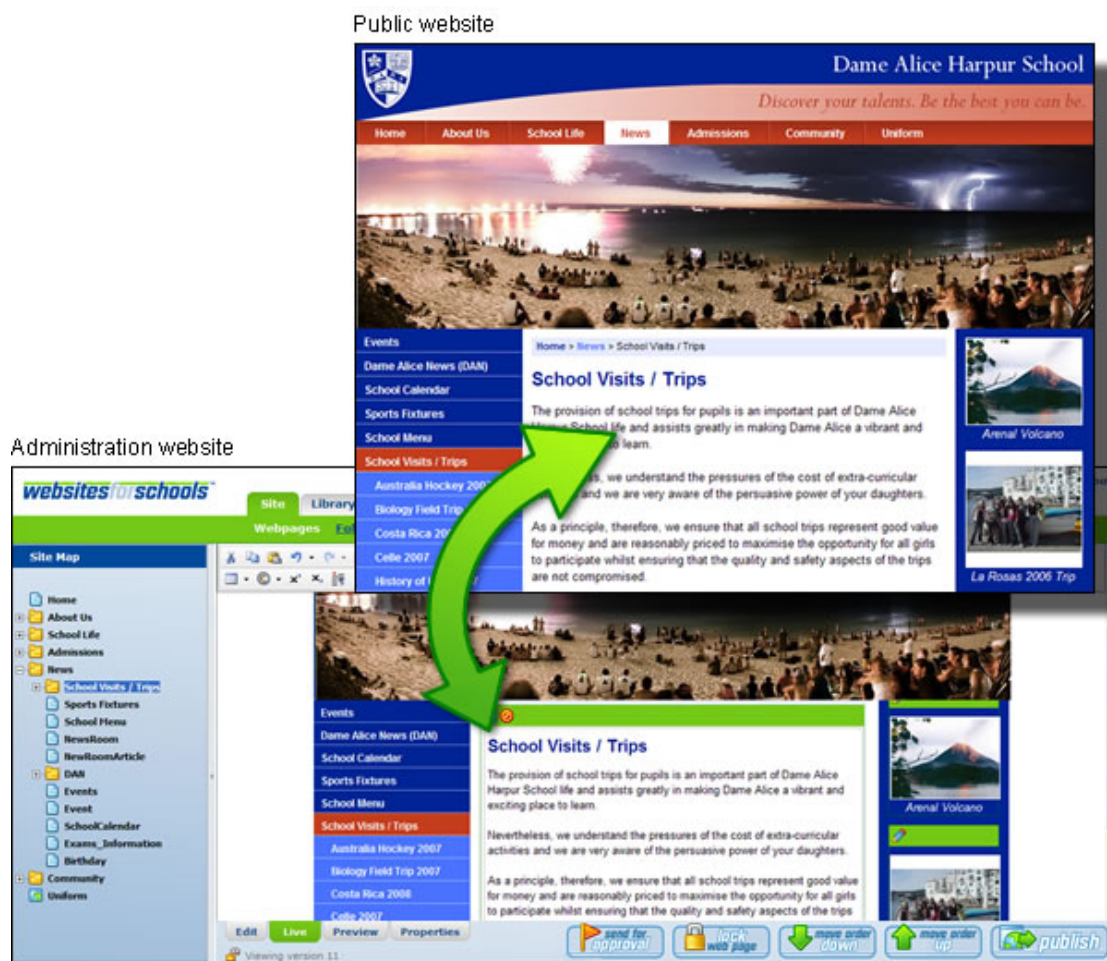 Public website
Dame Alice Harpur School
Discover your talents. Be the best you can be.
Home About Us School Life News Admissions Community Uniform
Events
Dame Alice News (DAN)
School Calendar
Sports Fixtures
School Menu
School Visits / Trips
Australia Hockey 2007
Biology Field Trip
Costa Rica 20
Celle 2007
History of
Home > News > School Visits / Trips
School Visits / Trips
The provision of school trips for pupils is an important part of Dame Alice
Harpur School life and assists greatly in making Dame Alice a vibrant and
to learn.
we understand the pressures of the cost of extra-curricular
and we are very aware of the persuasive power of your daughters.
As a principle, therefore, we ensure that all school trips represent good value
for money and are reasonably priced to maximise the opportunity for all girls
to participate whilst ensuring that the quality and safety aspects of the trips
are not compromised.
Arenal Volcano
La Rosas 2006 Trip
Administration website
websitesforschools
Site Library
Webpages
Site Map
Home
About Us
School Life
Admissions
News
School Visits / Trips
Sports Fixtures
School Menu
NewsRoom
NewRoomArticle
DAN
Events
Event
SchoolCalendar
Exams_Information
Birthday
Community
Uniform
Events
Dame Alice News (DAN)
School Calendar
Sports Fixtures
School Menu
School Visits / Trips
Australia Hockey 2007
Biology Field Trip 2007
Costa Rica 2008
Celle 2007
School Visits / Trips
The provision of school trips for pupils is an important part of Dame Alice
Harpur School life and assists greatly in making Dame Alice a vibrant and
exciting place to learn.
Nevertheless, we understand the pressures of the cost of extra-curricular
activities and we are very aware of the persuasive power of your daughters.
As a principle, therefore, we ensure that all school trips represent good value
for money and are reasonably priced to maximise the opportunity for all girls
to participate whilst ensuring that the quality and safety aspects of the trips
Arenal Volcano
Edit Live Preview Properties
Viewing version 11
send for approval
lock web page
move order down
move order up
publish